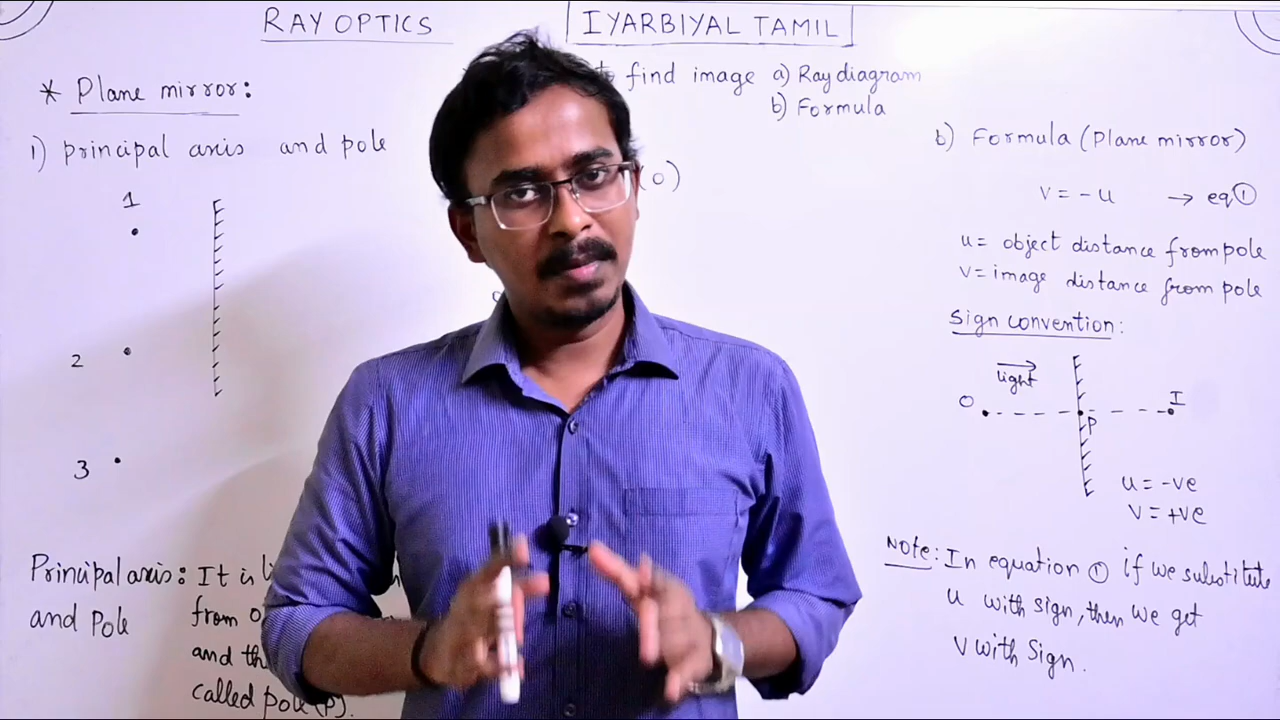 RAY OPTICS
IYARBIYAL TAMIL
* Plane mirror:
to find image a) Ray diagram
b) Formula
1) principal axis and pole
1
2
3
(O)
Principal axis: It is
and Pole
from
and
called pole (P).
b) Formula (Plane mirror)
v = - u → eq ①
u = object distance from pole
v = image distance from pole
Sign convention:
light
O
I
P
u = -ve
v = +ve
Note: In equation ① if we substitute
u with sign, then we get
v with sign.